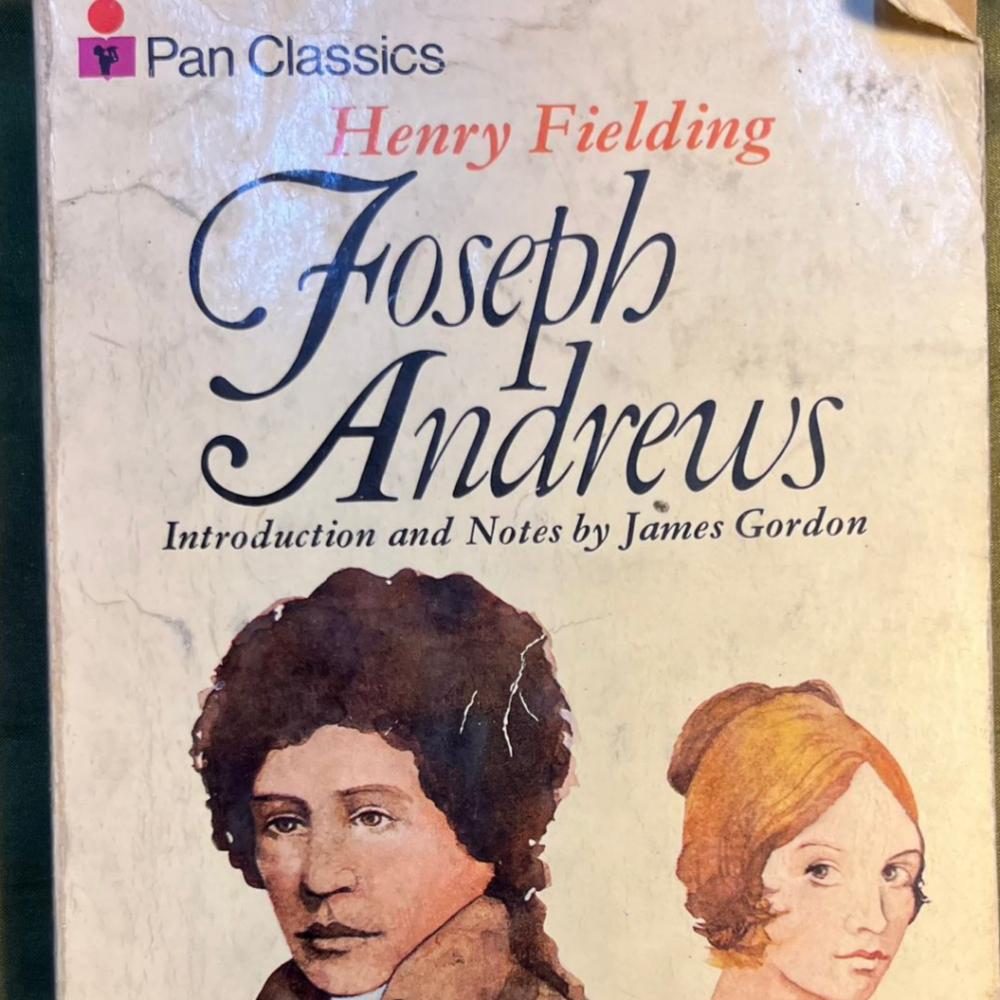 Pan Classics
Henry Fielding
Joseph
Andrews
Introduction and Notes by James Gordon